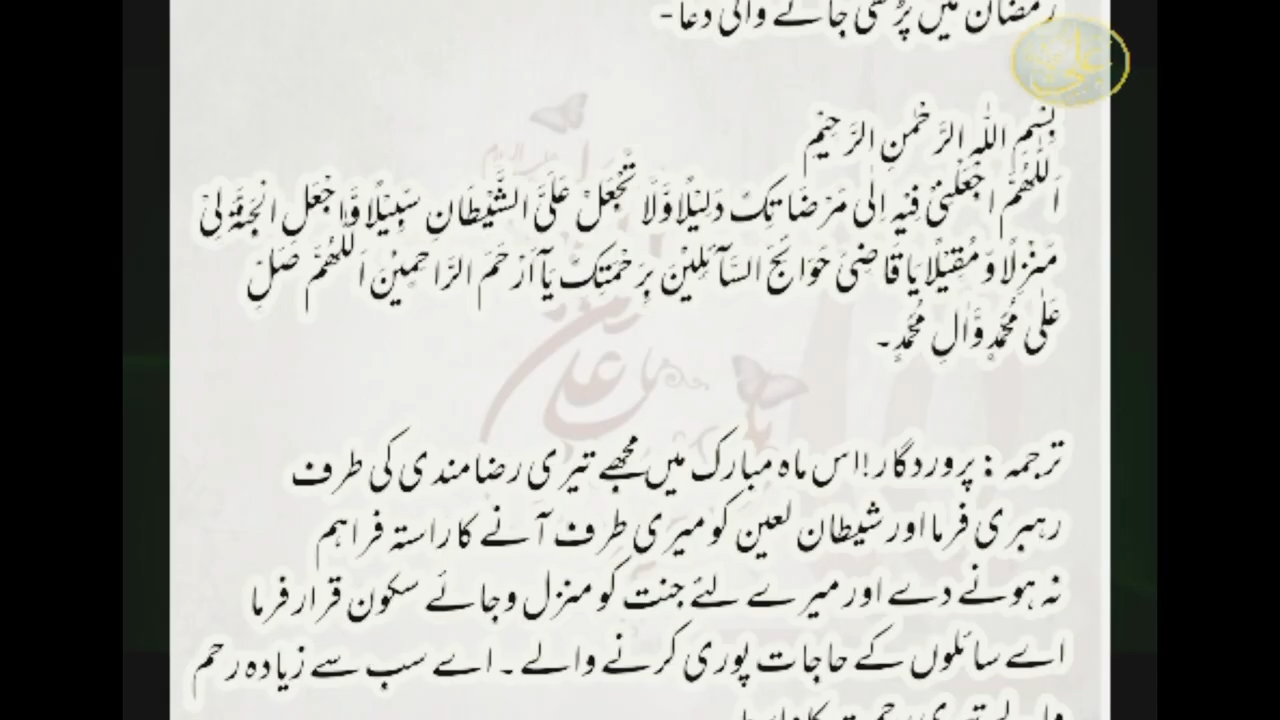 رمضان میں پڑھی جانے والی دعا۔
علی
بِسْمِ اللّٰہِ الرَّحْمٰنِ الرَّحِیْمِ
اَللّٰھُمَّ اجْعَلْنِیْ فِیْہِ اِلٰی مَرْضَاتِکَ دَلِیْلًا وَّلَا تَجْعَلْ عَلَیَّ الشَّیْطَانِ سَبِیْلًا وَّاجْعَلِ الْجَنَّۃَ لِیْ
مَنْزِلًا وَّ مُقِیْلًا یَا قَاضِیَ حَوَائِجَ السَّآئِلِیْنَ بِرَحْمَتِکَ یَآ اَرْحَمَ الرَّاحِمِیْنَ اَللّٰھُمَّ صَلِّ
عَلٰی مُحَمَّدٍ وَّاٰلِ مُحَمَّدٍ ۔
ترجمہ : پروردگار!اس ماہ مبارک میں مجھے تیری رضامندی کی طرف
رہبری فرما اور شیطان لعین کو میری طرف آنے کا راستہ فراہم
نہ ہونے دے اور میرے لئے جنت کو منزل وجائے سکون قرار فرما
اے سائلوں کے حاجات پوری کرنے والے ۔ اے سب سے زیادہ رحم